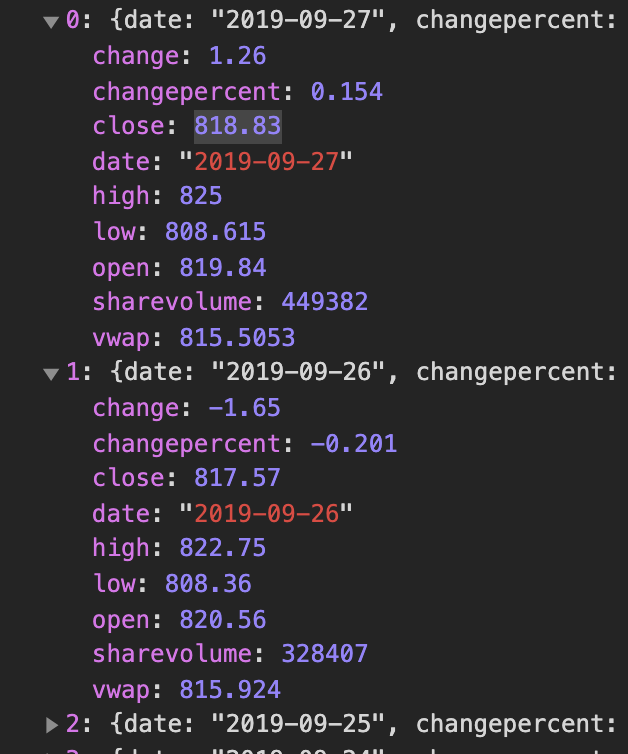 0: {date: "2019-09-27", changepercent:
change: 1.26
changepercent: 0.154
close: 818.83
date: "2019-09-27"
high: 825
low: 808.615
open: 819.84
sharevolume: 449382
vwap: 815.5053
1: {date: "2019-09-26", changepercent:
change: -1.65
changepercent: -0.201
close: 817.57
date: "2019-09-26"
high: 822.75
low: 808.36
open: 820.56
sharevolume: 328407
vwap: 815.924
2: {date: "2019-09-25", changepercent: